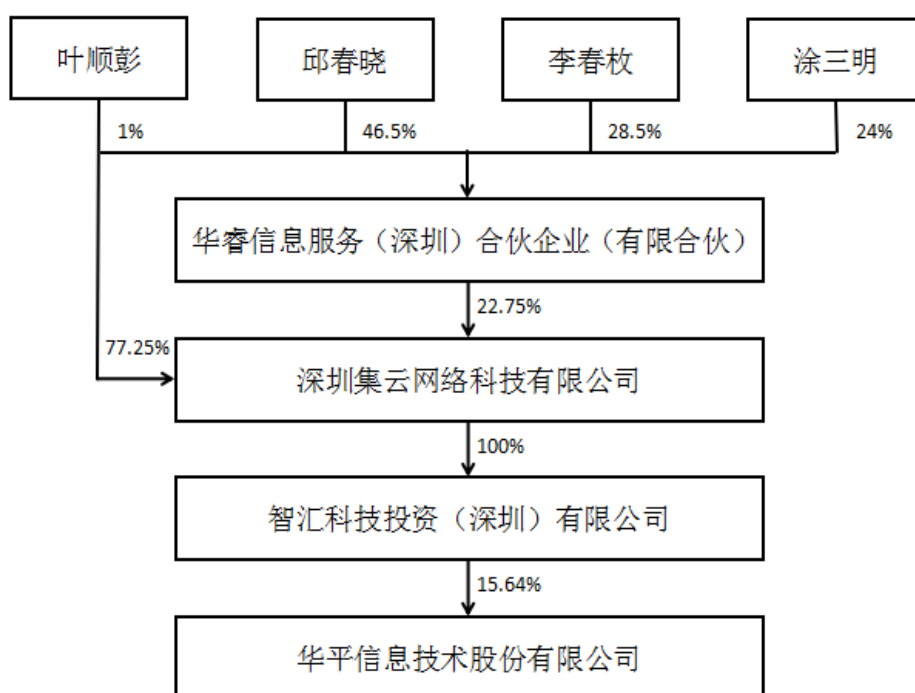 叶顺彭
邱春晓
李春枚
涂三明
1%
46.5%
28.5%
24%
华睿信息服务（深圳）合伙企业（有限合伙）
22.75%
77.25%
深圳集云网络科技有限公司
100%
智汇科技投资（深圳）有限公司
15.64%
华平信息技术股份有限公司